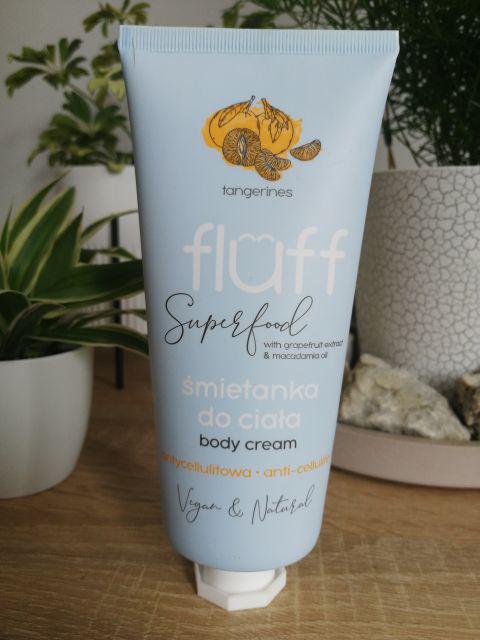 tangerines
fluff
Superfood
with grapefruit extract
& macadamia oil
śmietanka
do ciała
body cream
antycellulitowa • anti-cellulite
Vegan & Natural